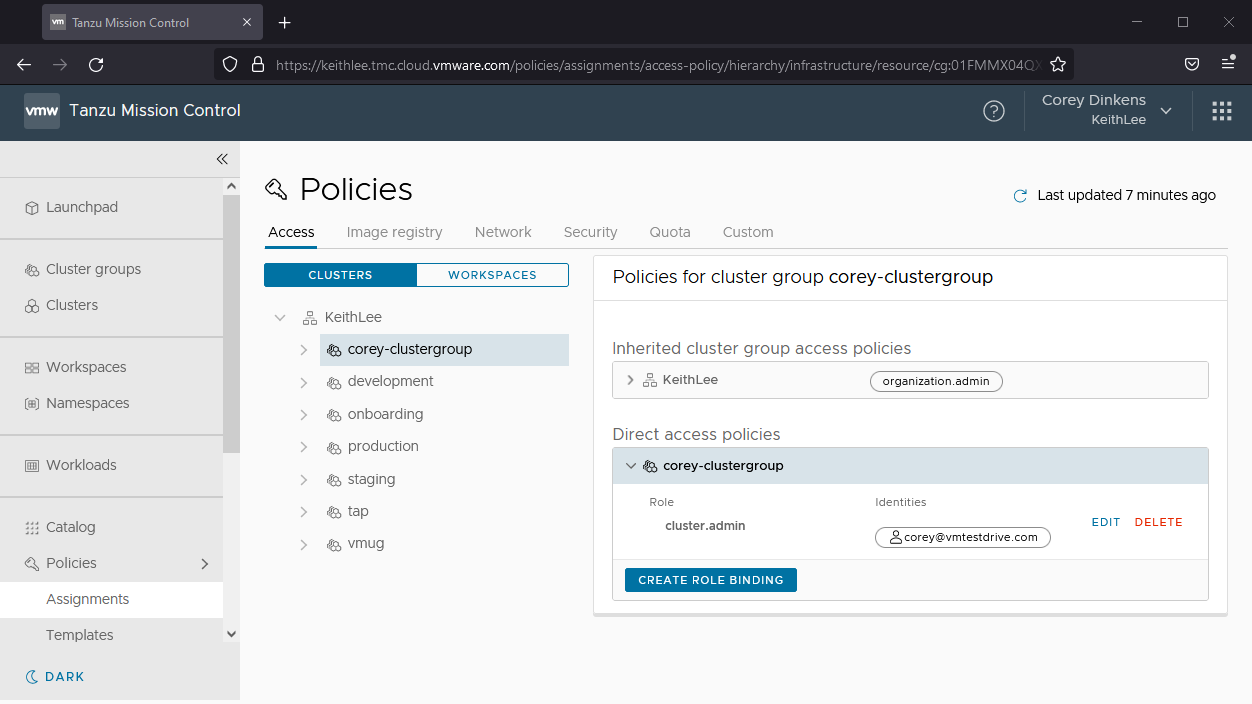 vm Tanzu Mission Control
https://keithlee.tmc.cloud.vmware.com/policies/assignments/access-policy/hierarchy/infrastructure/resource/cg:01FMMX04QX
vmw Tanzu Mission Control
?
Corey Dinkens
KeithLee
Launchpad
Cluster groups
Clusters
Workspaces
Namespaces
Workloads
Catalog
Policies
Assignments
Templates
DARK
Policies
Last updated 7 minutes ago
Access Image registry Network Security Quota Custom
CLUSTERS WORKSPACES
KeithLee
corey-clustergroup
development
onboarding
production
staging
tap
vmug
Policies for cluster group corey-clustergroup
Inherited cluster group access policies
KeithLee organization.admin
Direct access policies
corey-clustergroup
Role Identities
cluster.admin corey@vmtestdrive.com EDIT DELETE
CREATE ROLE BINDING